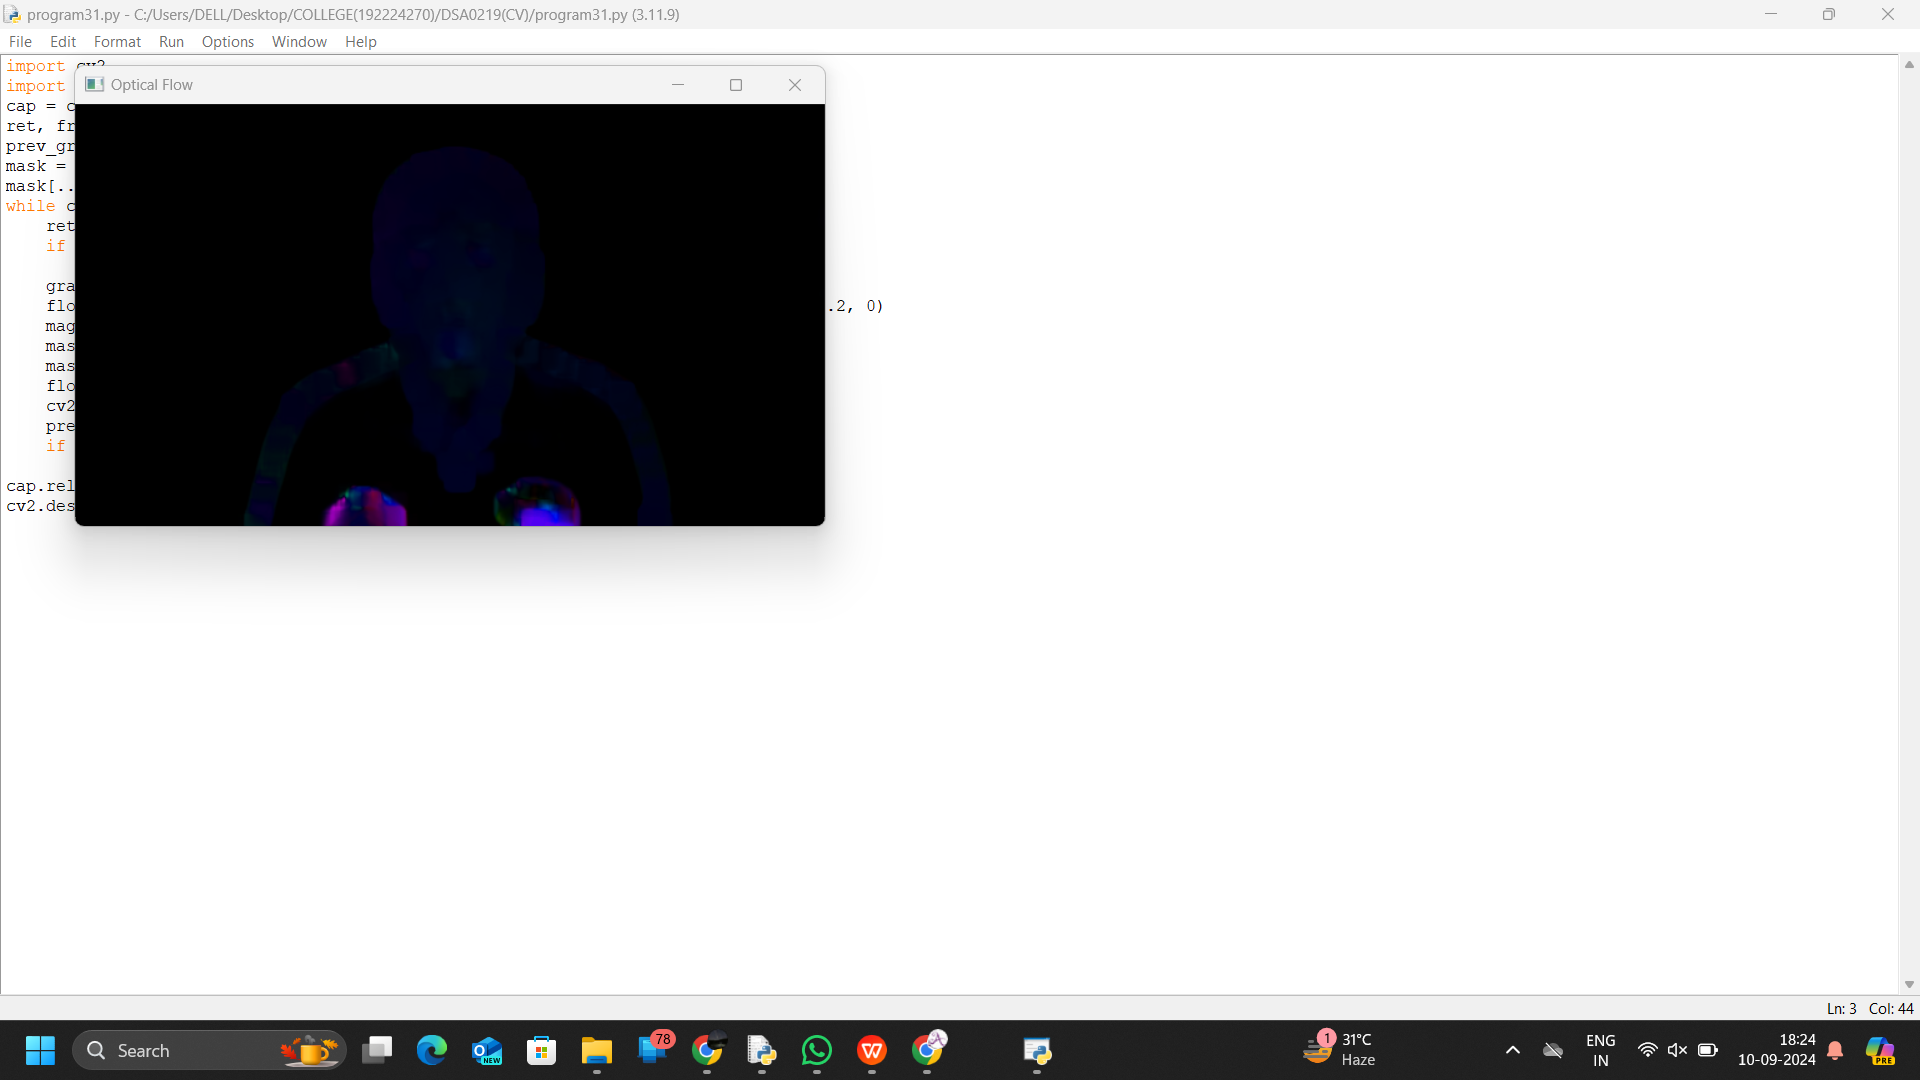 program31.py - C:/Users/DELL/Desktop/COLLEGE(192224270)/DSA0219(CV)/program31.py (3.11.9)
File Edit Format Run Options Window Help
import cv2
Optical Flow
import
cap = c
ret, fr
prev_gr
mask =
mask[..
while c
ret
if
gra
flo .2, 0)
mag
mas
mas
flo
cv2
pre
if
cap.rel
cv2.des
Ln: 3 Col: 44
Search
NEW
78
W
1
31°C
Haze
ENG
IN
18:24
10-09-2024
PRE